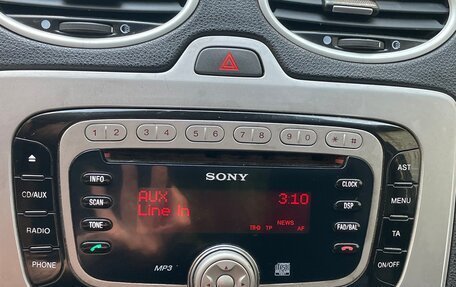 1 2 3 4 5 6 7 8 9 0 * #
SONY
INFO
SCAN
TONE
AUX 3:10
Line In
NEWS
TP AF
CLOCK
DSP
FAD/BAL
CD/AUX
RADIO
PHONE
AST
MENU
TA
ON/OFF
MP3